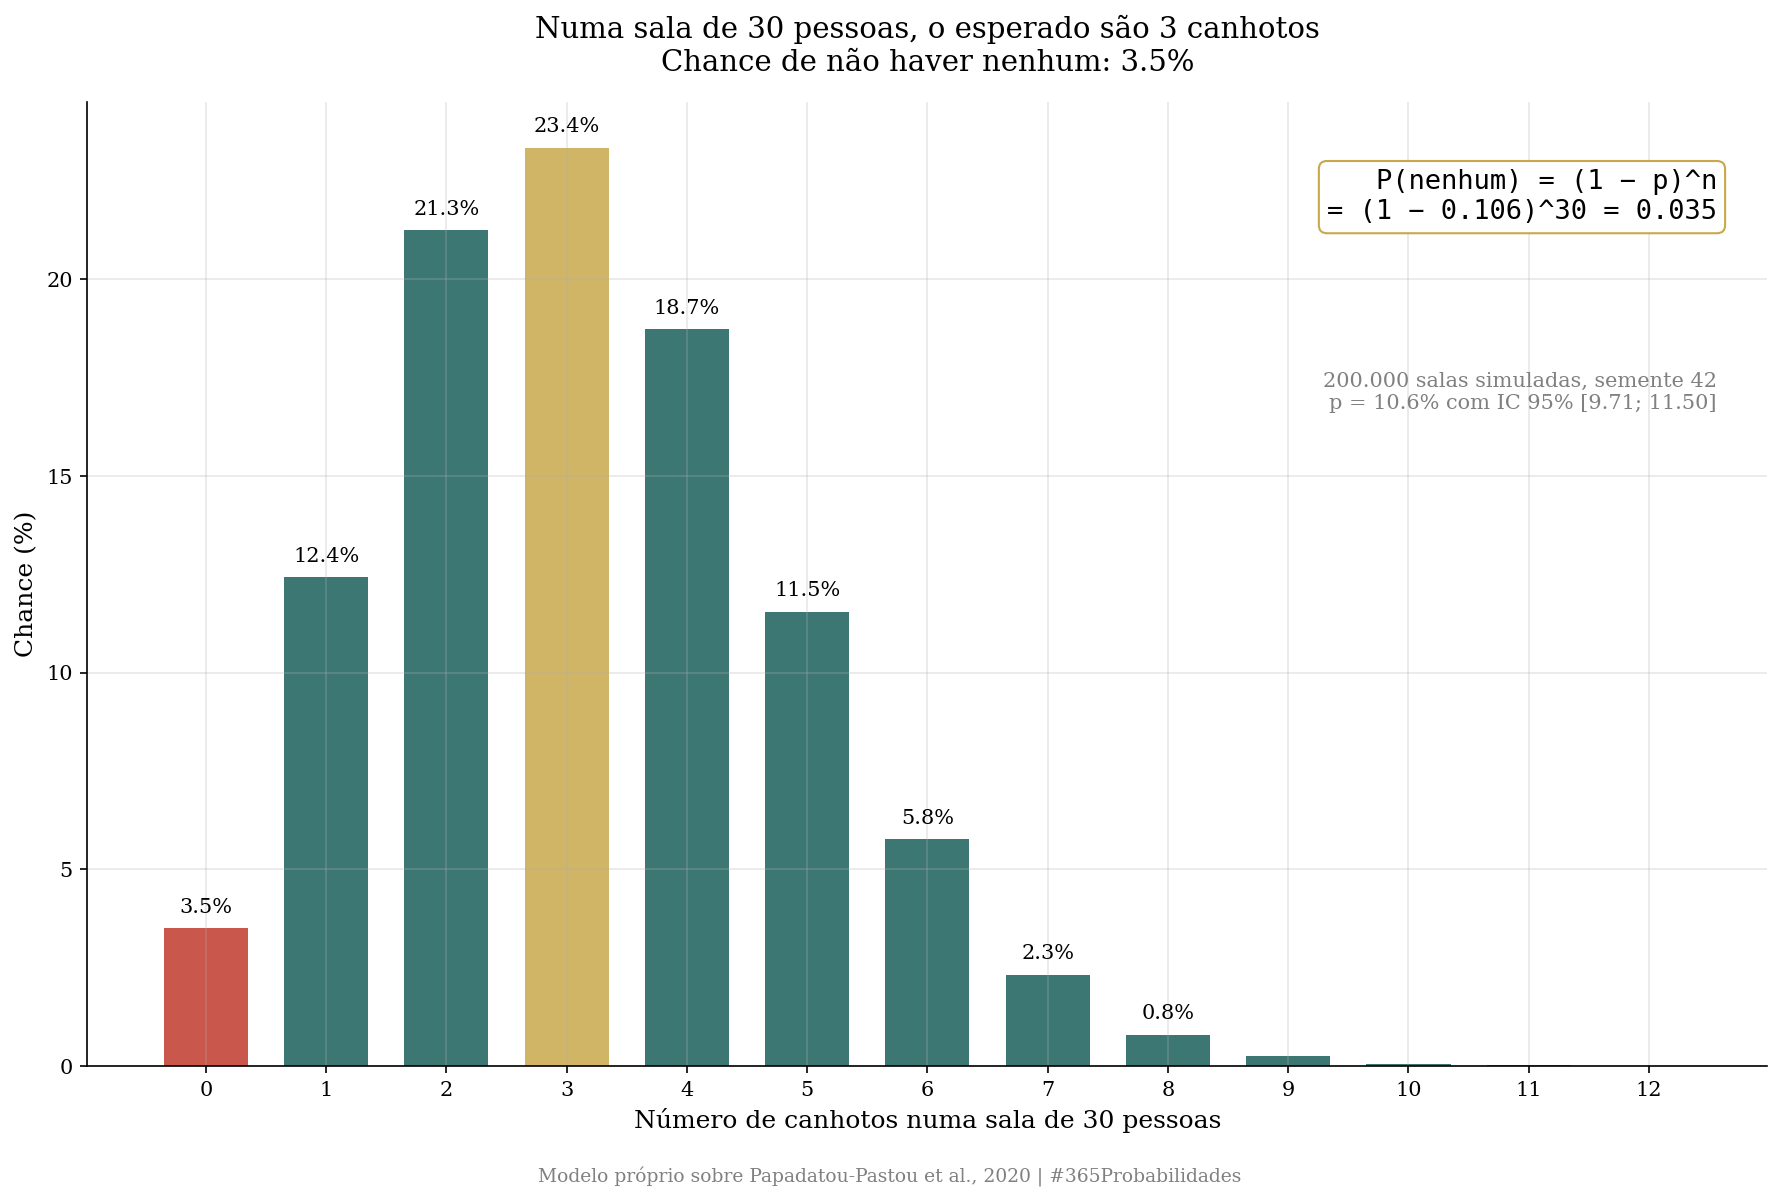 Numa sala de 30 pessoas, o esperado são 3 canhotos
Chance de não haver nenhum: 3.5%
23.4%
21.3%
18.7%
12.4%
11.5%
5.8%
3.5%
2.3%
0.8%
P(nenhum) = (1 − p)^n
= (1 − 0.106)^30 = 0.035
200.000 salas simuladas, semente 42
p = 10.6% com IC 95% [9.71; 11.50]
Chance (%)
20
15
10
5
0
0 1 2 3 4 5 6 7 8 9 10 11 12
Número de canhotos numa sala de 30 pessoas
Modelo próprio sobre Papadatou-Pastou et al., 2020 | #365Probabilidades